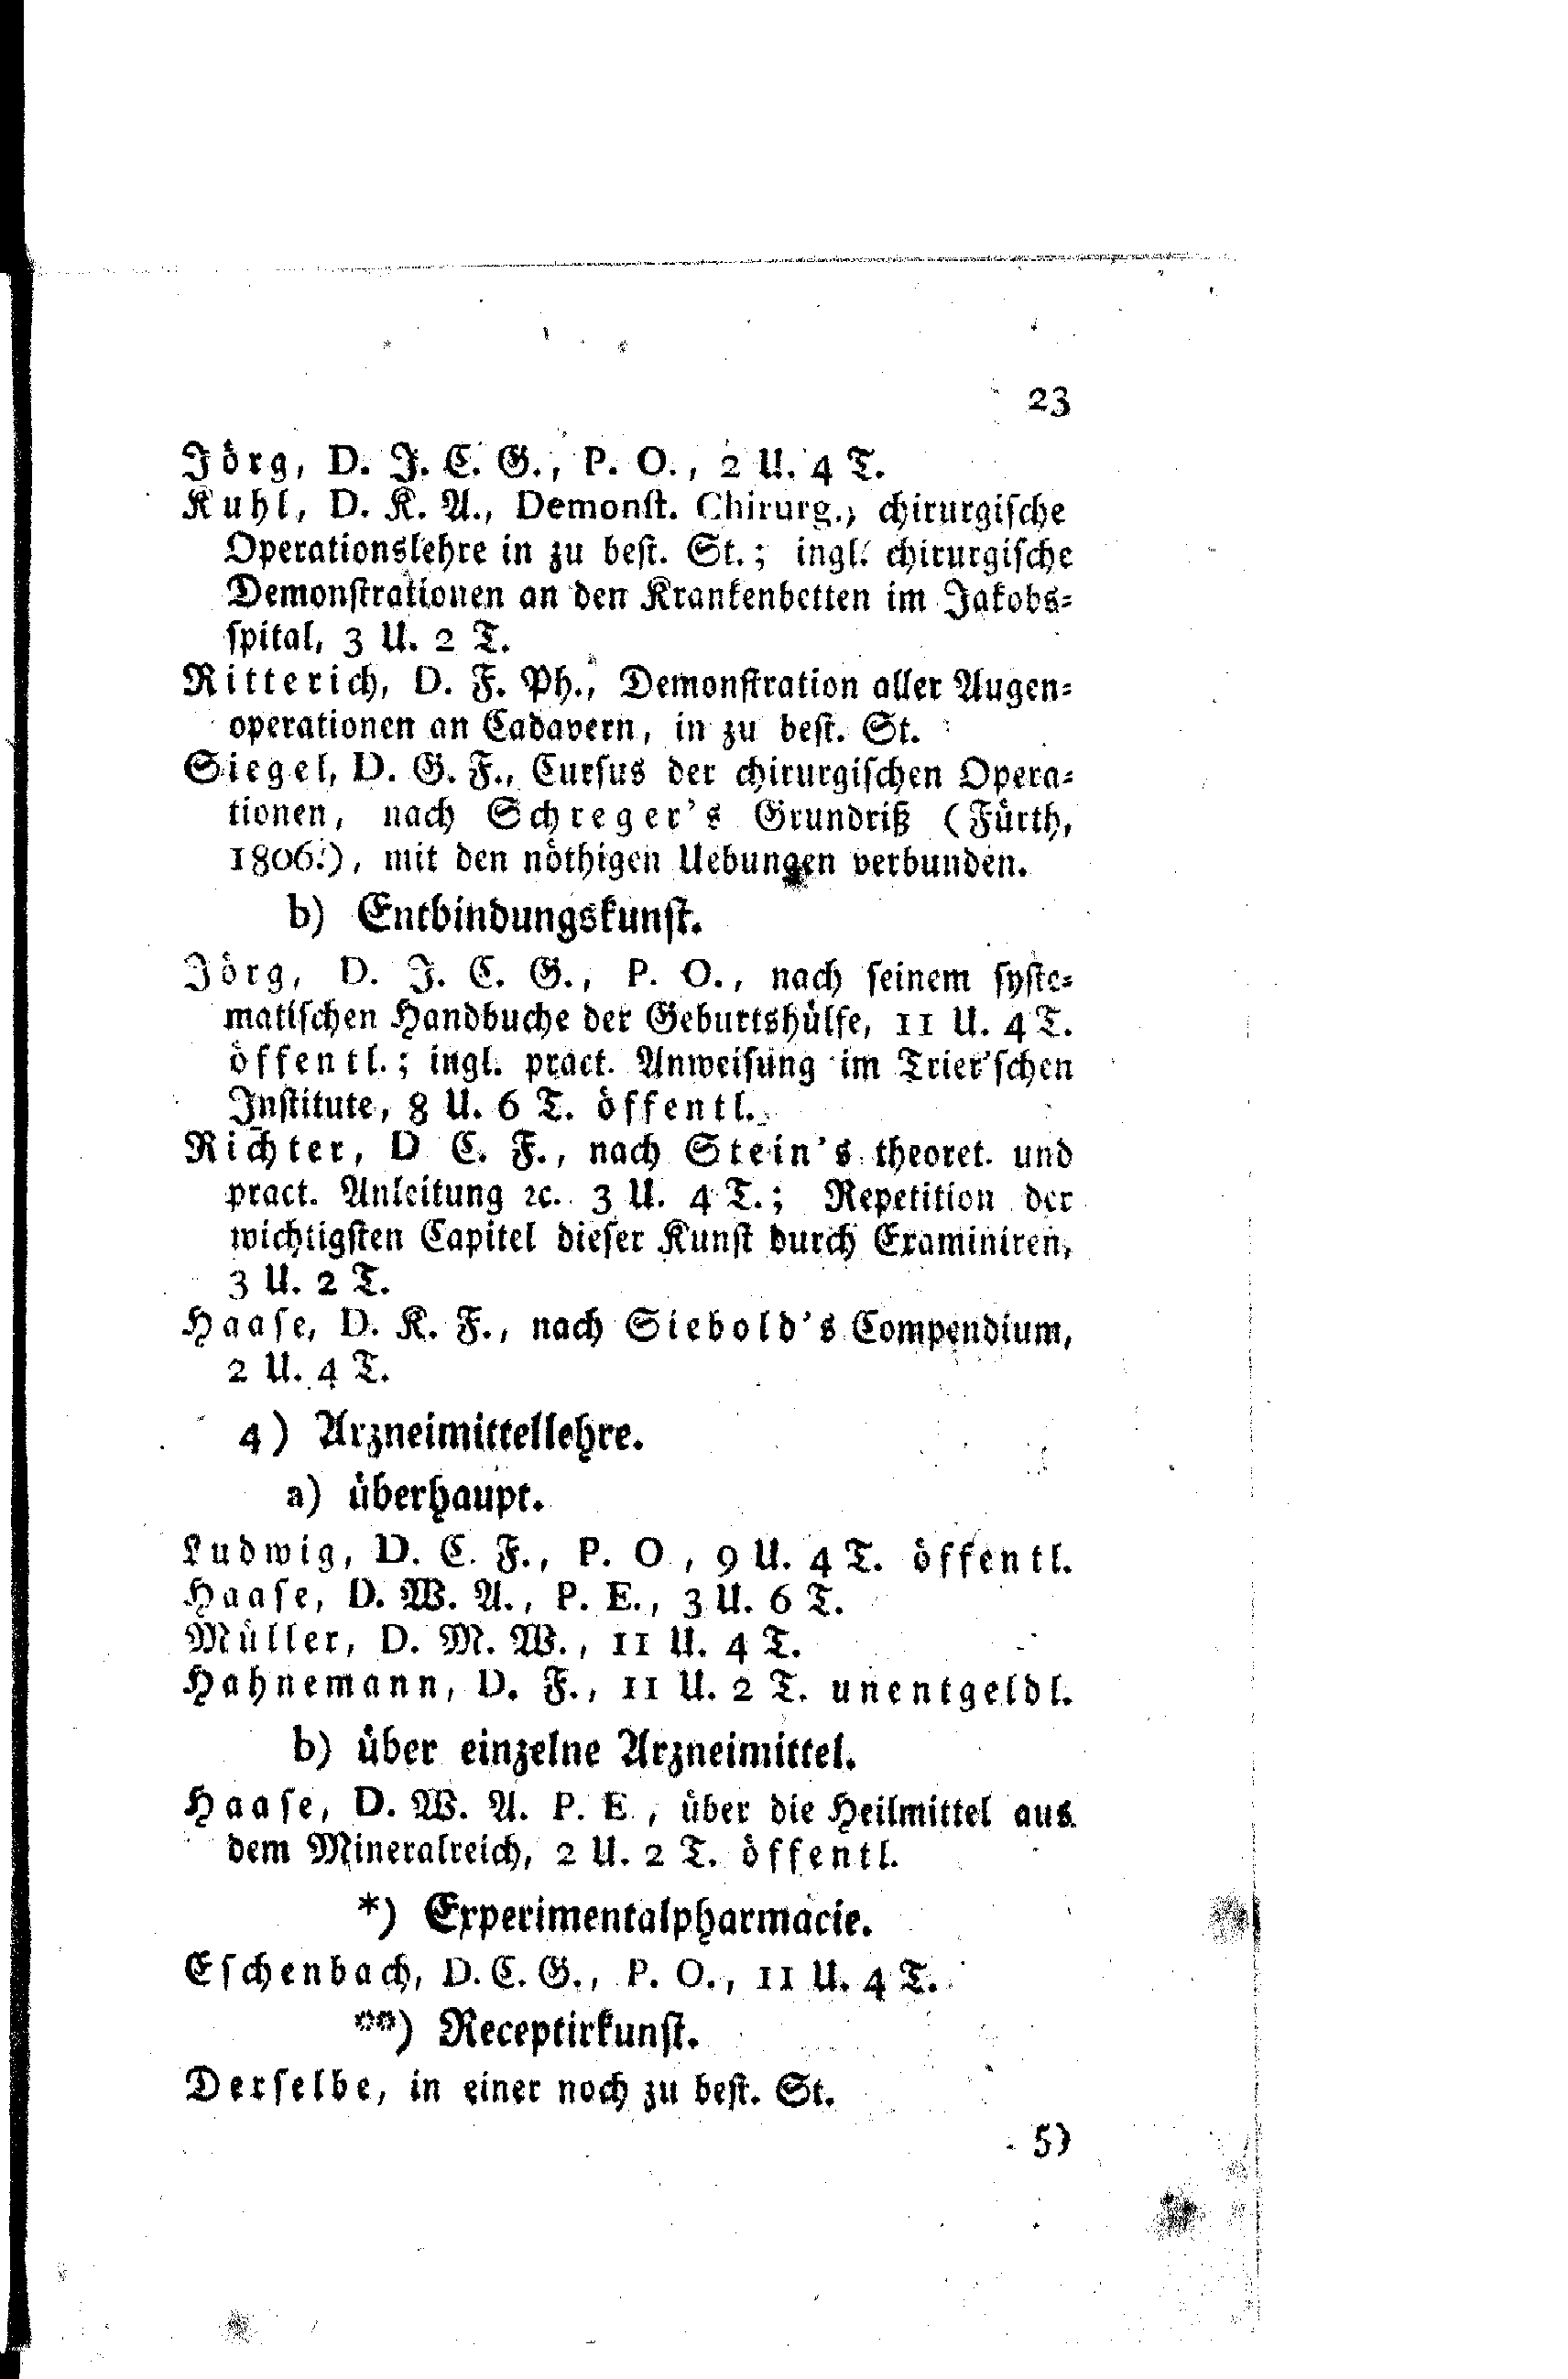 23
Jörg, D. J. C. G., P. O., 2 U. 4 T.
Kuhl, D. K. A., Demonst. Chirurg., chirurgische
Operationslehre in zu best. St.; ingl. chirurgische
Demonstrationen an den Krankenbetten im Jakobs-
spital, 3 U. 2 T.
Ritterich, D. F. Ph., Demonstration aller Augen-
operationen an Cadavern, in zu best. St.
Siegel, D. G. F., Cursus der chirurgischen Opera-
tionen, nach Schreger's Grundriß (Fürth,
1806.), mit den nöthigen Uebungen verbunden.
b) Entbindungskunst.
Jörg, D. J. C. G., P. O., nach seinem syste-
matischen Handbuche der Geburtshülfe, 11 U. 4 T.
öffentl.; ingl. pract. Anweisung im Trier'schen
Institute, 8 U. 6 T. öffentl.
Richter, D C. F., nach Stein's theoret. und
pract. Anleitung ꝛc. 3 U. 4 T.; Repetition der
wichtigsten Capitel dieser Kunst durch Examiniren,
3 U. 2 T.
Haase, D. K. F., nach Siebold's Compendium,
2 U. 4 T.
4) Arzneimittellehre.
a) überhaupt.
Ludwig, D. C. F., P. O, 9 U. 4 T. öffentl.
Haase, D. W. A., P. E., 3 U. 6 T.
Müller, D. M. W., 11 U. 4 T.
Hahnemann, D. F., 11 U. 2 T. unentgeldl.
b) über einzelne Arzneimittel.
Haase, D. W. A. P. E, über die Heilmittel aus
dem Mineralreich, 2 U. 2 T. öffentl.
*) Experimentalpharmacie.
Eschenbach, D. C. G., P. O., 11 U. 4 T.
**) Receptirkunst.
Derselbe, in einer noch zu best. St.
5)